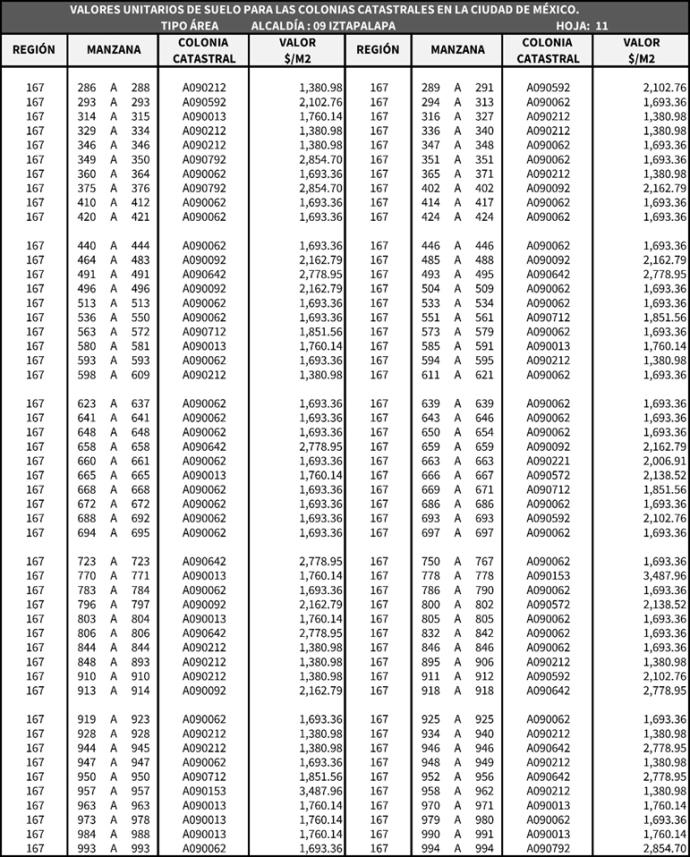 VALORES UNITARIOS DE SUELO PARA LAS COLONIAS CATASTRALES EN LA CIUDAD DE MÉXICO.
TIPO ÁREA ALCALDÍA : 09 IZTAPALAPA HOJA: 11
REGIÓN MANZANA COLONIA CATASTRAL VALOR $/M2 REGIÓN MANZANA COLONIA CATASTRAL VALOR $/M2
167 286 A 288 A090212 1,380.98 167 289 A 291 A090592 2,102.76
167 293 A 293 A090592 2,102.76 167 294 A 313 A090062 1,693.36
167 314 A 315 A090013 1,760.14 167 316 A 327 A090212 1,380.98
167 329 A 334 A090212 1,380.98 167 336 A 340 A090212 1,380.98
167 346 A 346 A090212 1,380.98 167 347 A 348 A090062 1,693.36
167 349 A 350 A090792 2,854.70 167 351 A 351 A090062 1,693.36
167 360 A 364 A090062 1,693.36 167 365 A 371 A090212 1,380.98
167 375 A 376 A090792 2,854.70 167 402 A 402 A090092 2,162.79
167 410 A 412 A090062 1,693.36 167 414 A 417 A090062 1,693.36
167 420 A 421 A090062 1,693.36 167 424 A 424 A090062 1,693.36
167 440 A 444 A090062 1,693.36 167 446 A 446 A090062 1,693.36
167 464 A 483 A090092 2,162.79 167 485 A 488 A090092 2,162.79
167 491 A 491 A090642 2,778.95 167 493 A 495 A090642 2,778.95
167 496 A 496 A090092 2,162.79 167 504 A 509 A090062 1,693.36
167 513 A 513 A090062 1,693.36 167 533 A 534 A090062 1,693.36
167 536 A 550 A090062 1,693.36 167 551 A 561 A090712 1,851.56
167 563 A 572 A090712 1,851.56 167 573 A 579 A090062 1,693.36
167 580 A 581 A090013 1,760.14 167 585 A 591 A090013 1,760.14
167 593 A 593 A090062 1,693.36 167 594 A 595 A090212 1,380.98
167 598 A 609 A090212 1,380.98 167 611 A 621 A090062 1,693.36
167 623 A 637 A090062 1,693.36 167 639 A 639 A090062 1,693.36
167 641 A 641 A090062 1,693.36 167 643 A 646 A090062 1,693.36
167 648 A 648 A090062 1,693.36 167 650 A 654 A090062 1,693.36
167 658 A 658 A090642 2,778.95 167 659 A 659 A090092 2,162.79
167 660 A 661 A090062 1,693.36 167 663 A 663 A090221 2,006.91
167 665 A 665 A090013 1,760.14 167 666 A 667 A090572 2,138.52
167 668 A 668 A090062 1,693.36 167 669 A 671 A090712 1,851.56
167 672 A 672 A090062 1,693.36 167 686 A 686 A090062 1,693.36
167 688 A 692 A090062 1,693.36 167 693 A 693 A090592 2,102.76
167 694 A 695 A090062 1,693.36 167 697 A 697 A090062 1,693.36
167 723 A 723 A090642 2,778.95 167 750 A 767 A090062 1,693.36
167 770 A 771 A090013 1,760.14 167 778 A 778 A090153 3,487.96
167 783 A 784 A090062 1,693.36 167 786 A 790 A090062 1,693.36
167 796 A 797 A090092 2,162.79 167 800 A 802 A090572 2,138.52
167 803 A 804 A090013 1,760.14 167 805 A 805 A090062 1,693.36
167 806 A 806 A090642 2,778.95 167 832 A 842 A090062 1,693.36
167 844 A 844 A090212 1,380.98 167 846 A 846 A090062 1,693.36
167 848 A 893 A090212 1,380.98 167 895 A 906 A090212 1,380.98
167 910 A 910 A090212 1,380.98 167 911 A 912 A090592 2,102.76
167 913 A 914 A090092 2,162.79 167 918 A 918 A090642 2,778.95
167 919 A 923 A090062 1,693.36 167 925 A 925 A090062 1,693.36
167 928 A 928 A090212 1,380.98 167 934 A 940 A090212 1,380.98
167 944 A 945 A090212 1,380.98 167 946 A 946 A090642 2,778.95
167 947 A 947 A090062 1,693.36 167 948 A 949 A090212 1,380.98
167 950 A 950 A090712 1,851.56 167 952 A 956 A090642 2,778.95
167 957 A 957 A090153 3,487.96 167 958 A 962 A090212 1,380.98
167 963 A 963 A090013 1,760.14 167 970 A 971 A090013 1,760.14
167 973 A 978 A090013 1,760.14 167 979 A 980 A090062 1,693.36
167 984 A 988 A090013 1,760.14 167 990 A 991 A090013 1,760.14
167 993 A 993 A090062 1,693.36 167 994 A 994 A090792 2,854.70